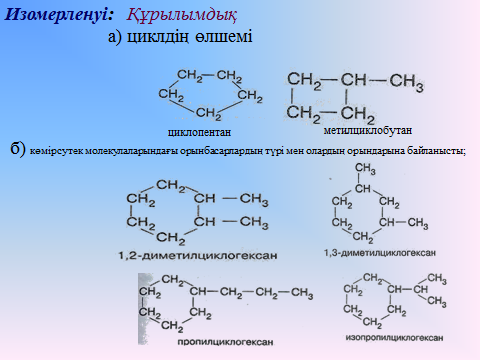 Изомерленуі: Құрылымдық
а) циклдің өлшемі
CH₂—CH₂
CH₂ CH₂
CH₂
циклопентан
CH₂—CH—CH₃
CH₂—CH₂
метилциклобутан
б) көмірсутек молекулаларындағы орынбасарлардың түрі мен олардың орындарына байланысты;
CH₂
CH₂ CH—CH₃
CH₂ CH—CH₃
CH₂
1,2-диметилциклогексан
CH₃
CH
CH₂ CH₂
CH₂ CH—CH₃
CH₂
1,3-диметилциклогексан
CH₂
CH₂ CH—CH₂—CH₂—CH₃
CH₂ CH₂
CH₂
пропилциклогексан
CH₂ CH₃
CH₂ CH—CH
CH₂ CH₂ CH₃
CH₂
изопропилциклогексан